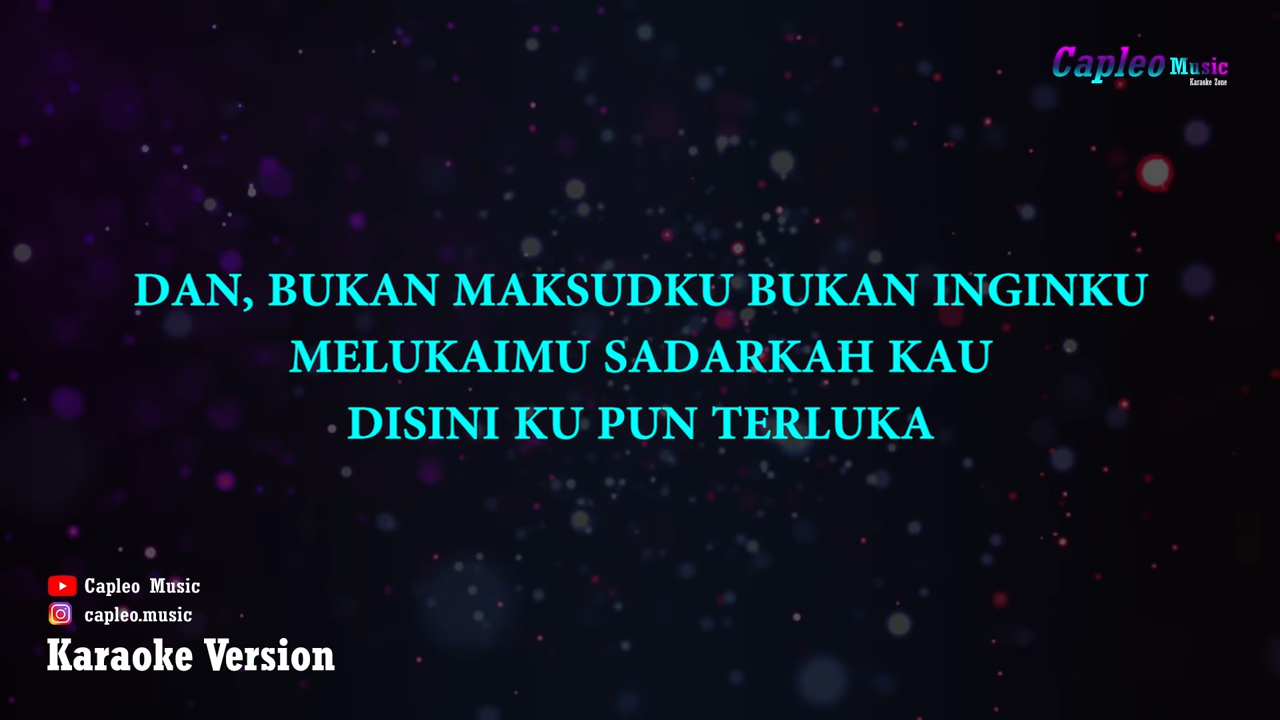 Capleo Music
Karaoke Zone
DAN, BUKAN MAKSUDKU BUKAN INGINKU
MELUKAIMU SADARKAH KAU
DISINI KU PUN TERLUKA
Capleo Music
capleo.music
Karaoke Version